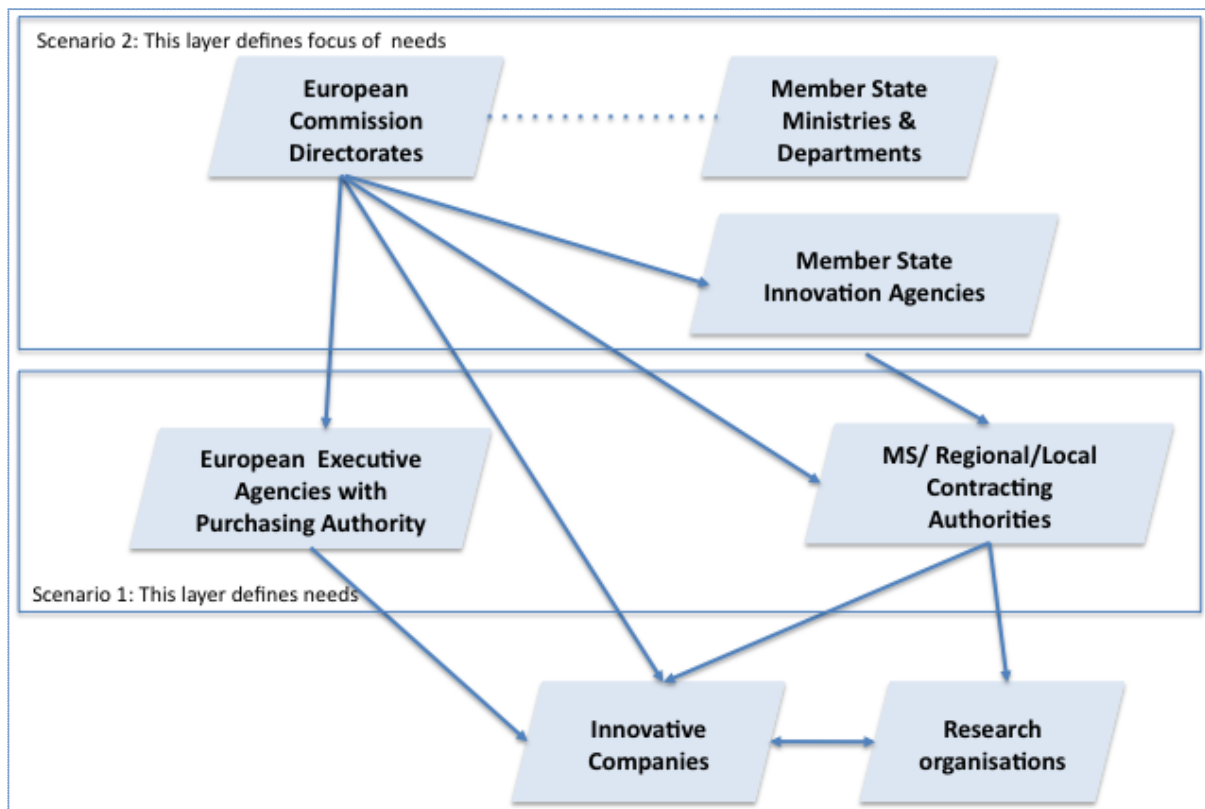 Scenario 2: This layer defines focus of needs
European
Commission
Directorates
Member State
Ministries &
Departments
Member State
Innovation Agencies
European Executive
Agencies with
Purchasing Authority
MS/ Regional/Local
Contracting
Authorities
Scenario 1: This layer defines needs
Innovative
Companies
Research
organisations